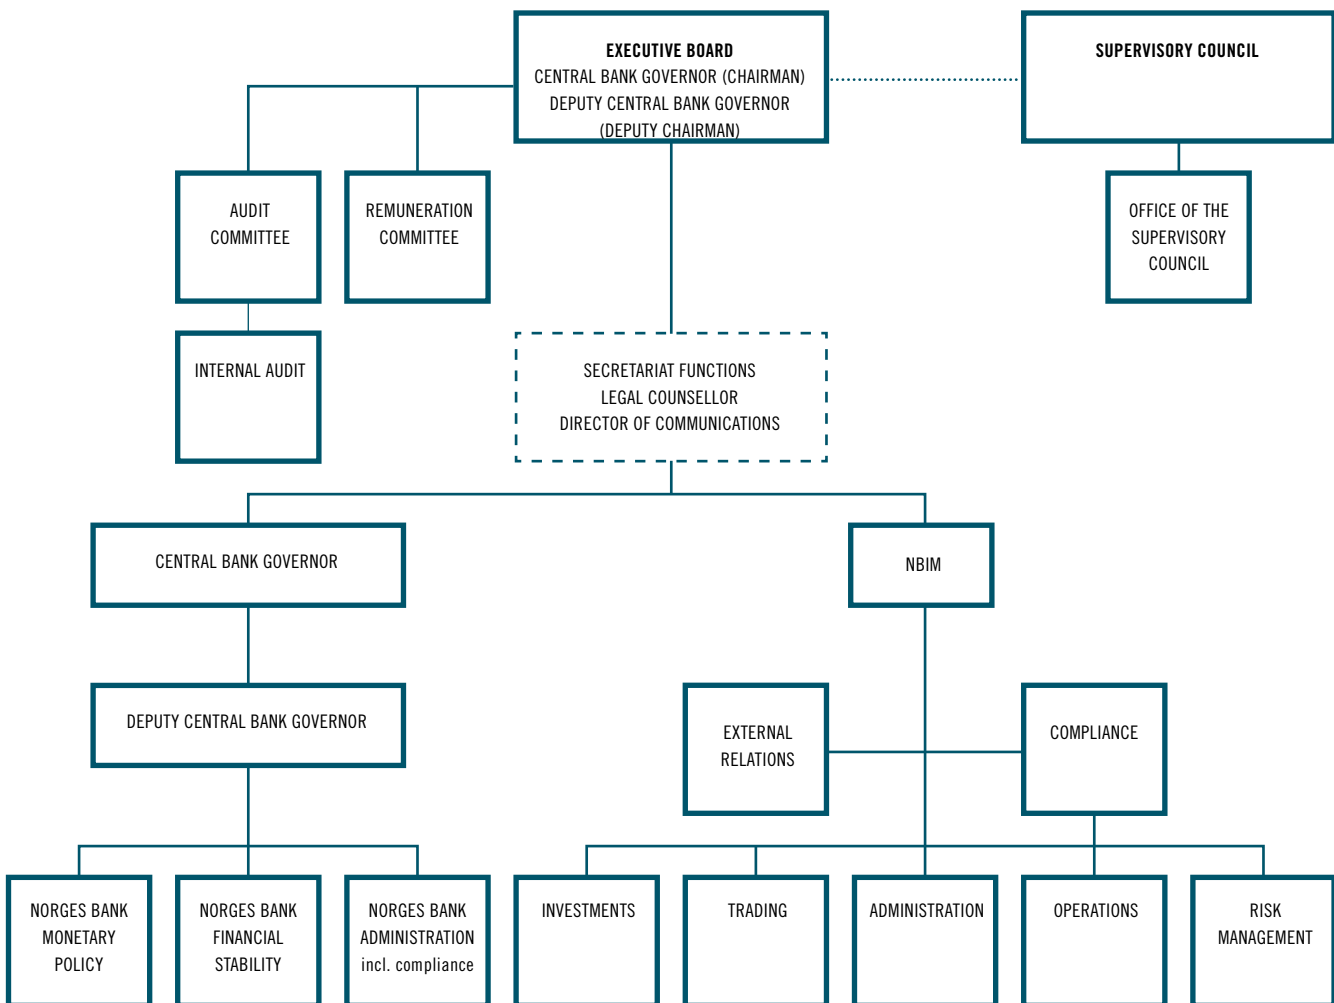 EXECUTIVE BOARD
CENTRAL BANK GOVERNOR (CHAIRMAN)
DEPUTY CENTRAL BANK GOVERNOR
(DEPUTY CHAIRMAN)
SUPERVISORY COUNCIL
AUDIT
COMMITTEE
REMUNERATION
COMMITTEE
OFFICE OF THE
SUPERVISORY
COUNCIL
INTERNAL AUDIT
SECRETARIAT FUNCTIONS
LEGAL COUNSELLOR
DIRECTOR OF COMMUNICATIONS
CENTRAL BANK GOVERNOR
NBIM
DEPUTY CENTRAL BANK GOVERNOR
EXTERNAL
RELATIONS
COMPLIANCE
NORGES BANK
MONETARY
POLICY
NORGES BANK
FINANCIAL
STABILITY
NORGES BANK
ADMINISTRATION
incl. compliance
INVESTMENTS
TRADING
ADMINISTRATION
OPERATIONS
RISK
MANAGEMENT